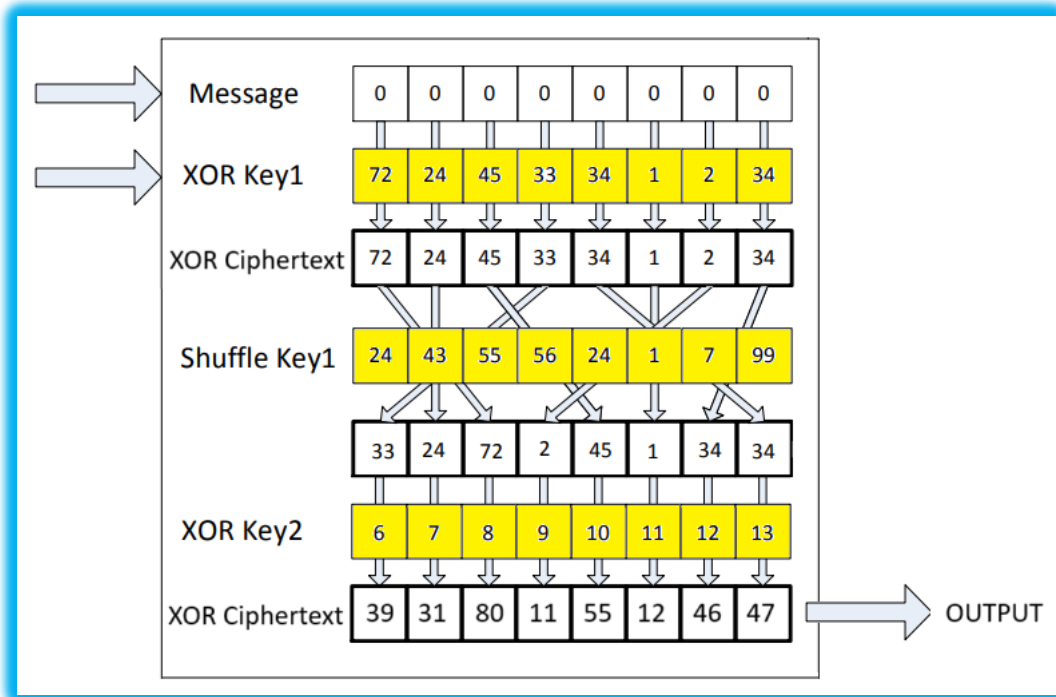 Message 0 0 0 0 0 0 0 0
XOR Key1 72 24 45 33 34 1 2 34
XOR Ciphertext 72 24 45 33 34 1 2 34
Shuffle Key1 24 43 55 56 24 1 7 99
33 24 72 2 45 1 34 34
XOR Key2 6 7 8 9 10 11 12 13
XOR Ciphertext 39 31 80 11 55 12 46 47 OUTPUT